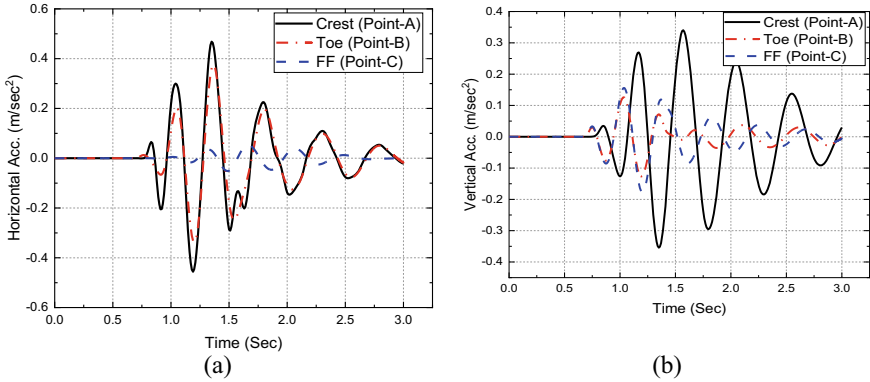 Horizontal Acc. (m/sec²)
0.6
0.4
0.2
0.0
-0.2
-0.4
-0.6
Crest (Point-A)
Toe (Point-B)
FF (Point-C)
0.0 0.5 1.0 1.5 2.0 2.5 3.0
Time (Sec)
(a)
Vertical Acc. (m/sec²)
0.4
0.3
0.2
0.1
0.0
-0.1
-0.2
-0.3
-0.4
Crest (Point-A)
Toe (Point-B)
FF (Point-C)
0.0 0.5 1.0 1.5 2.0 2.5 3.0
Time (Sec)
(b)